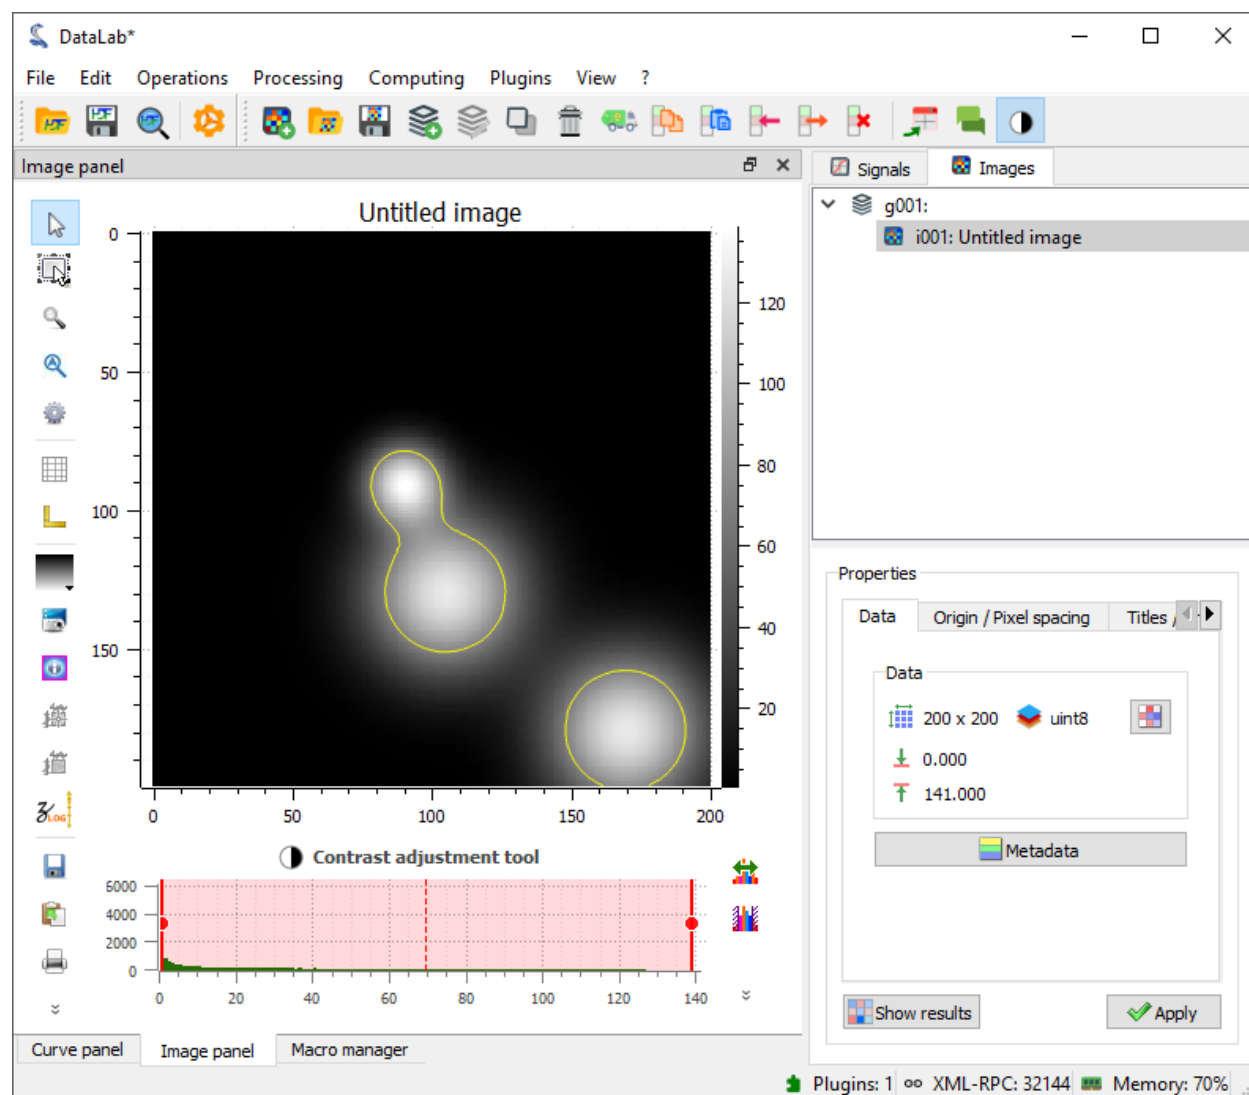 DataLab*
File Edit Operations Processing Computing Plugins View ?
Image panel
Signals Images
g001:
i001: Untitled image
Untitled image
0
50
100
150
0 50 100 150 200
120
100
80
60
40
20
Contrast adjustment tool
6000
4000
2000
0
0 20 40 60 80 100 120 140
Properties
Data Origin / Pixel spacing Titles /
Data
200 x 200 uint8
0.000
141.000
Metadata
Show results Apply
Curve panel Image panel Macro manager
Plugins: 1 XML-RPC: 32144 Memory: 70%